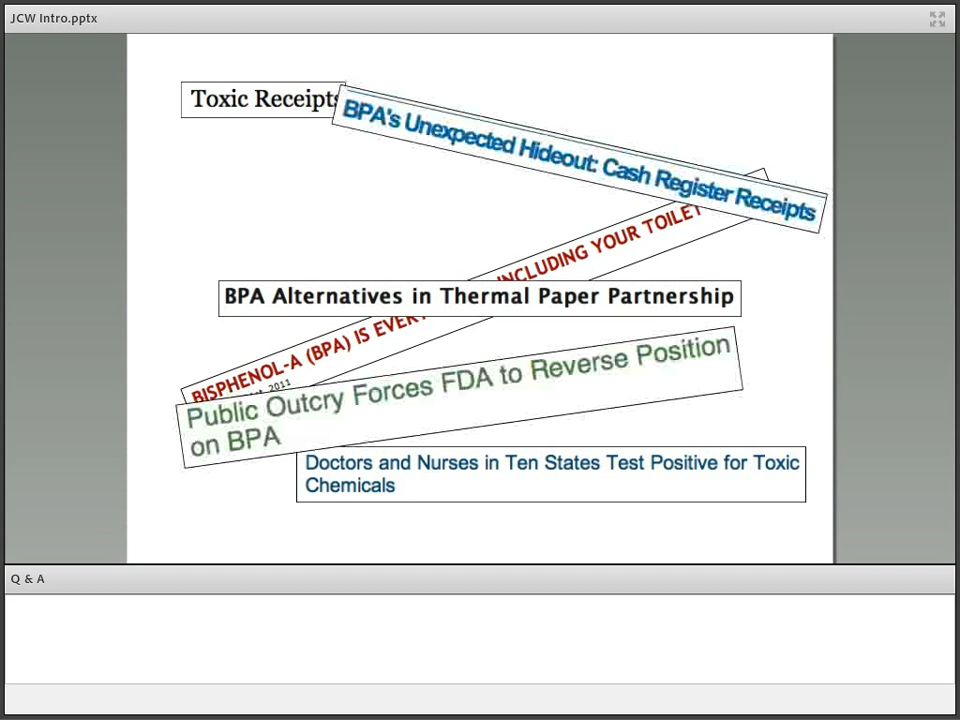 JCW Intro.pptx
Toxic Receipts
BPA's Unexpected Hideout: Cash Register Receipts
BISPHENOL-A (BPA) IS INCLUDING YOUR TOILET
2011
BPA Alternatives in Thermal Paper Partnership
Public Outcry Forces FDA to Reverse Position
on BPA
Doctors and Nurses in Ten States Test Positive for Toxic
Chemicals
Q & A